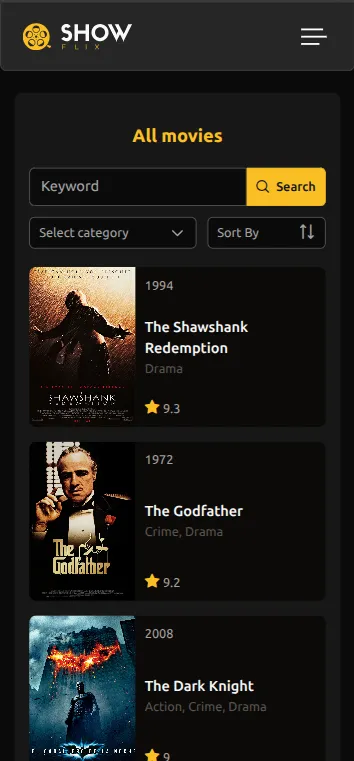 SHOW
FLIX
All movies
Keyword
Search
Select category
Sort By
1994
The Shawshank
Redemption
Drama
9.3
SHAWSHANK
REDEMPTION
1972
The Godfather
Crime, Drama
9.2
The
Godfather
2008
The Dark Knight
Action, Crime, Drama
9